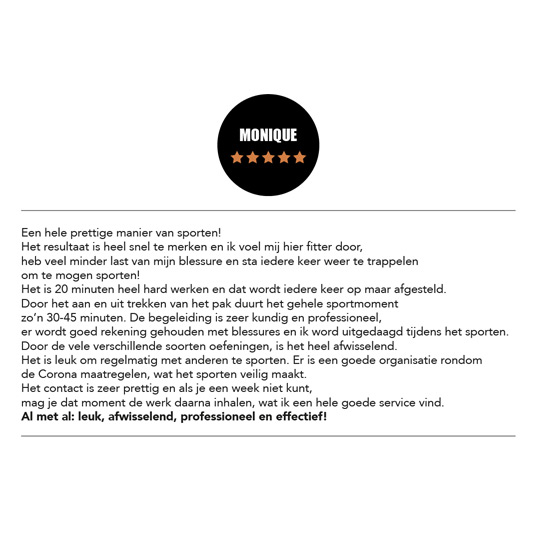 MONIQUE
Een hele prettige manier van sporten!
Het resultaat is heel snel te merken en ik voel mij hier fitter door,
heb veel minder last van mijn blessure en sta iedere keer weer te trappelen
om te mogen sporten!
Het is 20 minuten heel hard werken en dat wordt iedere keer op maar afgesteld.
Door het aan en uit trekken van het pak duurt het gehele sportmoment
zo'n 30-45 minuten. De begeleiding is zeer kundig en professioneel,
er wordt goed rekening gehouden met blessures en ik word uitgedaagd tijdens het sporten.
Door de vele verschillende soorten oefeningen, is het heel afwisselend.
Het is leuk om regelmatig met anderen te sporten. Er is een goede organisatie rondom
de Corona maatregelen, wat het sporten veilig maakt.
Het contact is zeer prettig en als je een week niet kunt,
mag je dat moment de werk daarna inhalen, wat ik een hele goede service vind.
Al met al: leuk, afwisselend, professioneel en effectief!